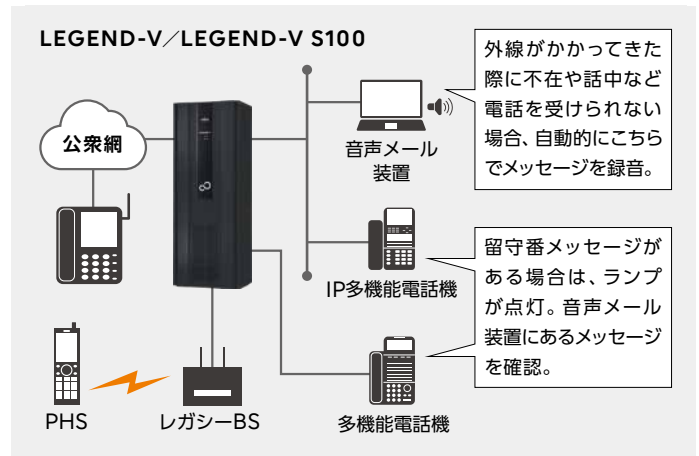 LEGEND-V／LEGEND-V S100
公衆網
音声メール
装置
外線がかかってきた
際に不在や話中など
電話を受けられない
場合、自動的にこちら
でメッセージを録音。
IP多機能電話機
留守番メッセージが
ある場合は、ランプ
が点灯。音声メール
装置にあるメッセージ
を確認。
PHS
レガシーBS
多機能電話機